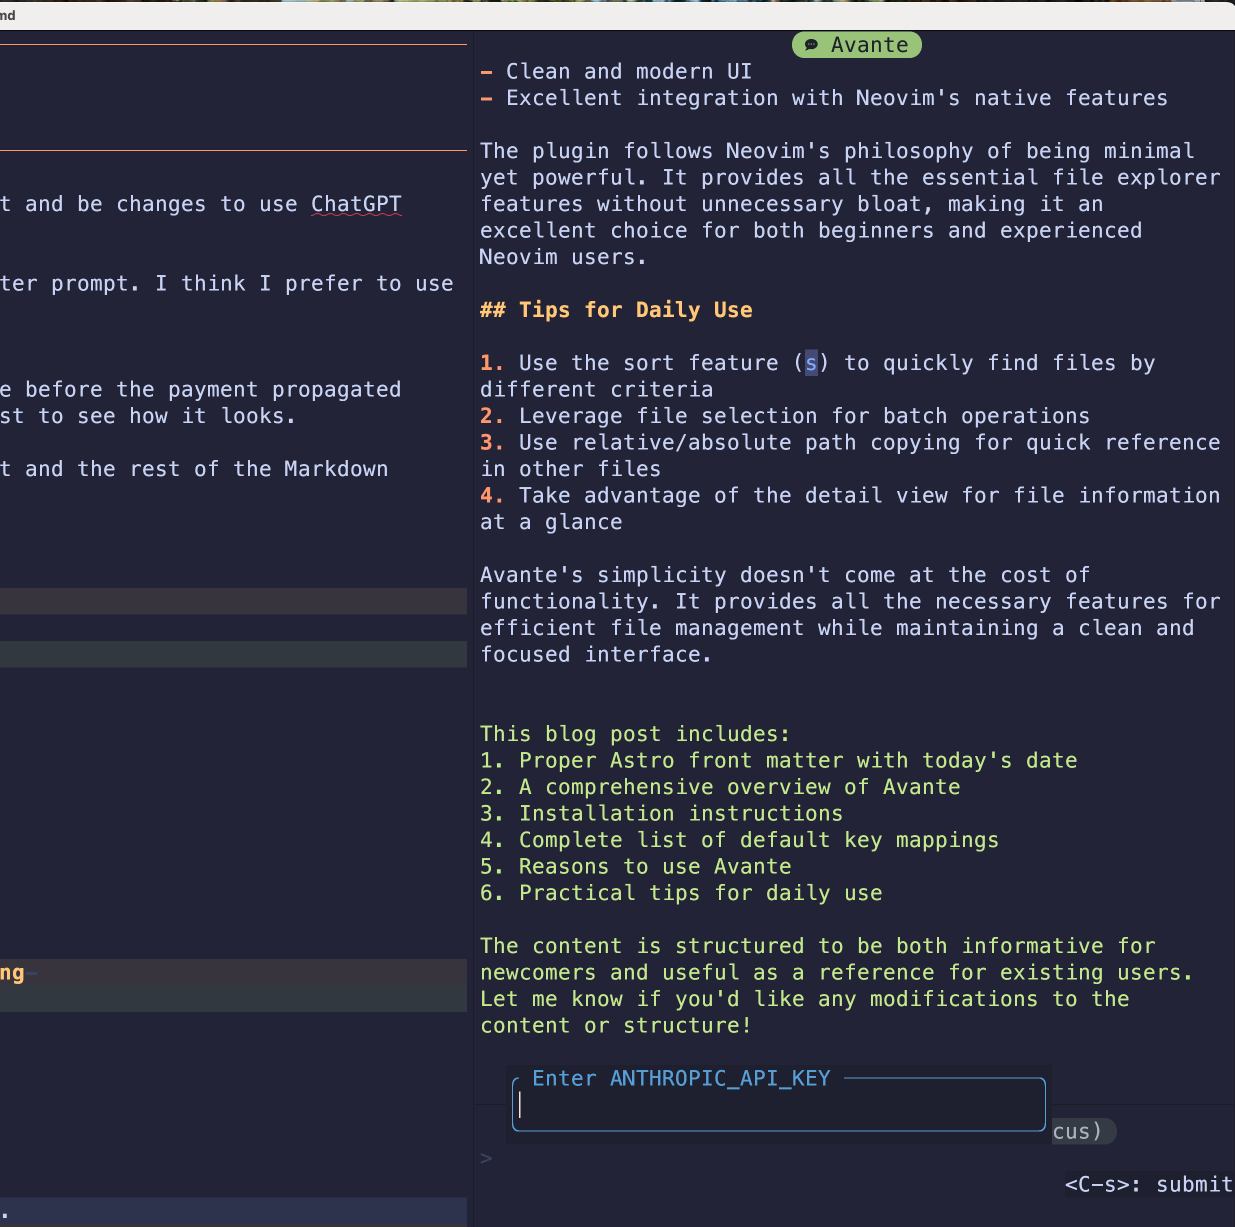 md
t and be changes to use ChatGPT
ter prompt. I think I prefer to use
e before the payment propagated
st to see how it looks.
t and the rest of the Markdown
ng
.
Avante
- Clean and modern UI
- Excellent integration with Neovim's native features
The plugin follows Neovim's philosophy of being minimal
yet powerful. It provides all the essential file explorer
features without unnecessary bloat, making it an
excellent choice for both beginners and experienced
Neovim users.
## Tips for Daily Use
1. Use the sort feature (s) to quickly find files by
different criteria
2. Leverage file selection for batch operations
3. Use relative/absolute path copying for quick reference
in other files
4. Take advantage of the detail view for file information
at a glance
Avante's simplicity doesn't come at the cost of
functionality. It provides all the necessary features for
efficient file management while maintaining a clean and
focused interface.
This blog post includes:
1. Proper Astro front matter with today's date
2. A comprehensive overview of Avante
3. Installation instructions
4. Complete list of default key mappings
5. Reasons to use Avante
6. Practical tips for daily use
The content is structured to be both informative for
newcomers and useful as a reference for existing users.
Let me know if you'd like any modifications to the
content or structure!
Enter ANTHROPIC_API_KEY
cus)
>
<C-s>: submit